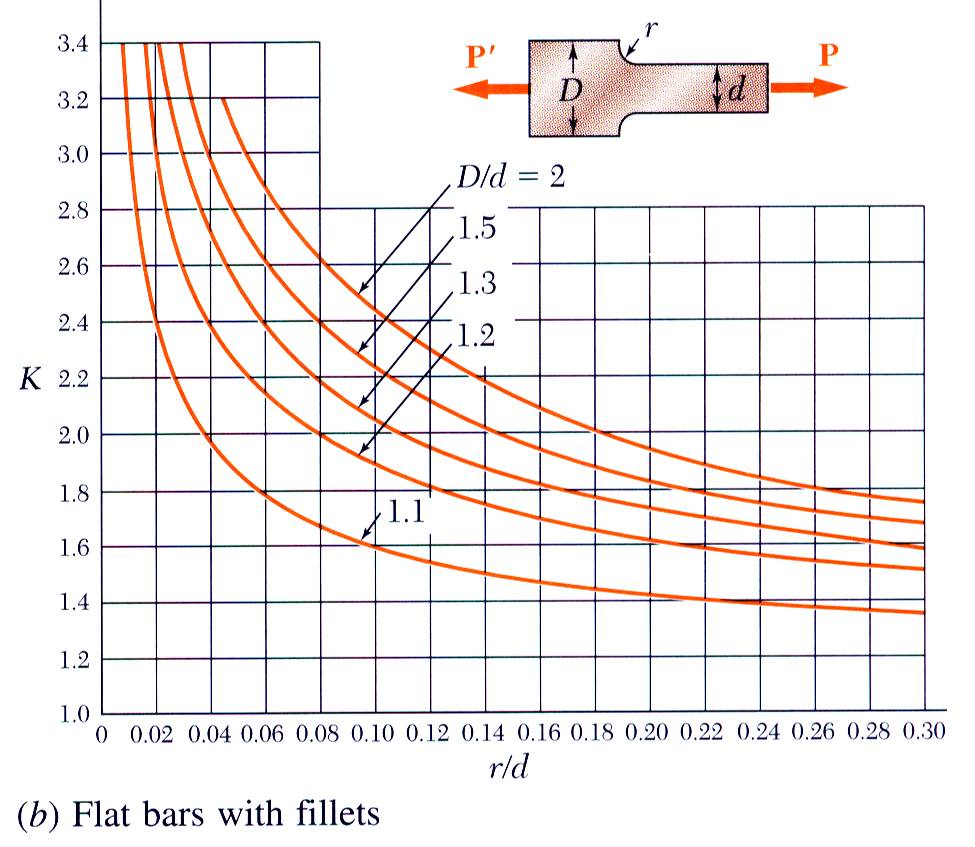 3.4
3.2
3.0
2.8
2.6
2.4
2.2
2.0
1.8
1.6
1.4
1.2
1.0
K
P′
D
r
d
P
D/d = 2
1.5
1.3
1.2
1.1
0 0.02 0.04 0.06 0.08 0.10 0.12 0.14 0.16 0.18 0.20 0.22 0.24 0.26 0.28 0.30
r/d
(b) Flat bars with fillets